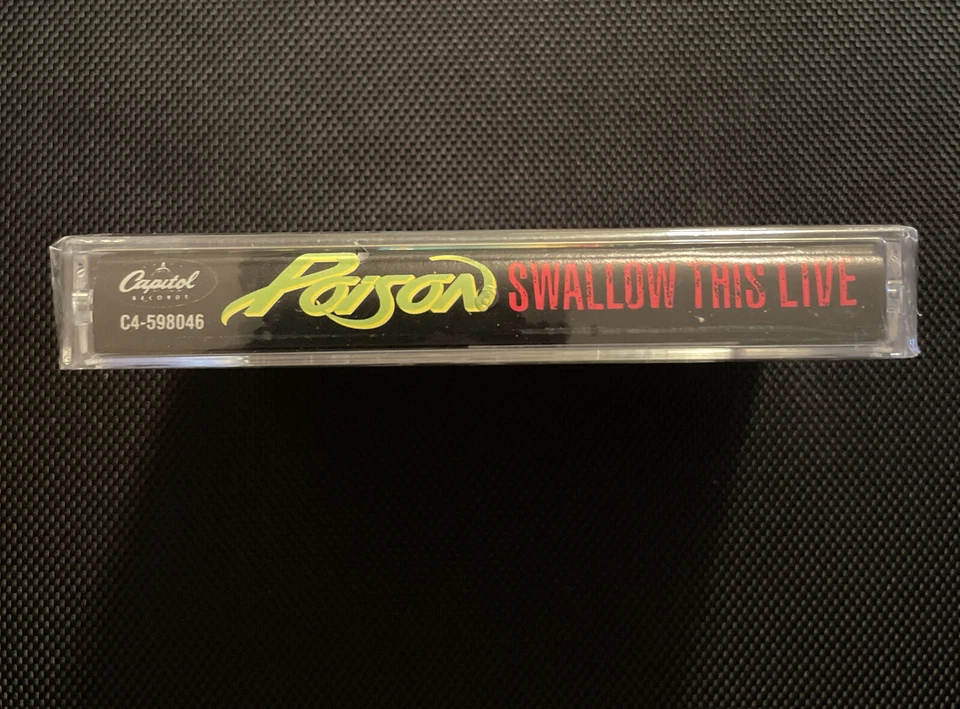 Capitol
RECORDS
C4-598046
POISON SWALLOW THIS LIVE